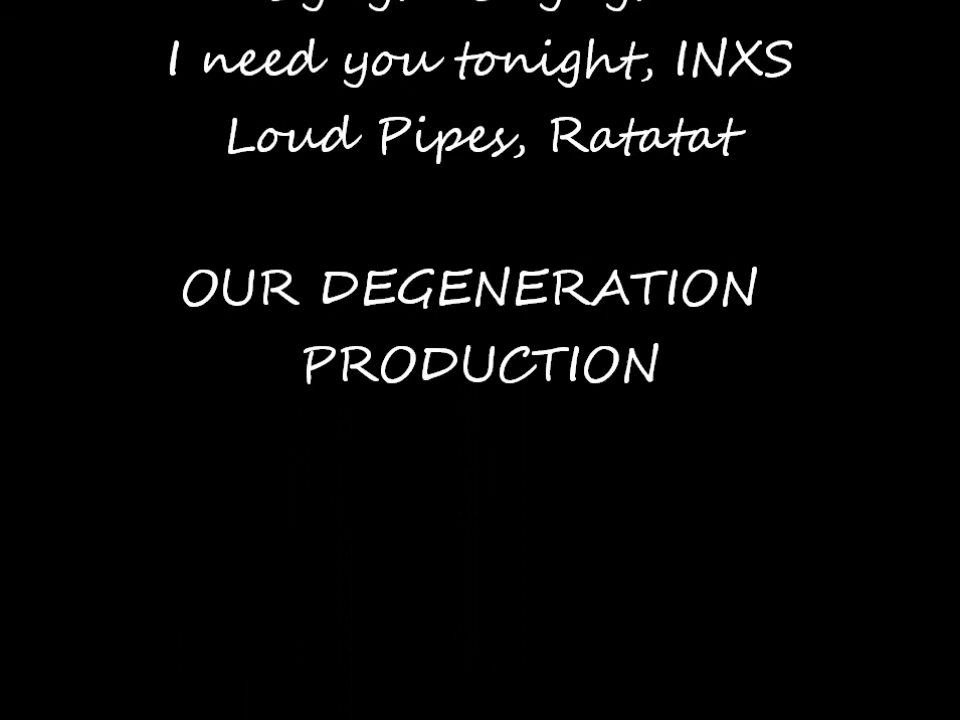 I need you tonight, INXS
Loud Pipes, Ratatat
OUR DEGENERATION
PRODUCTION